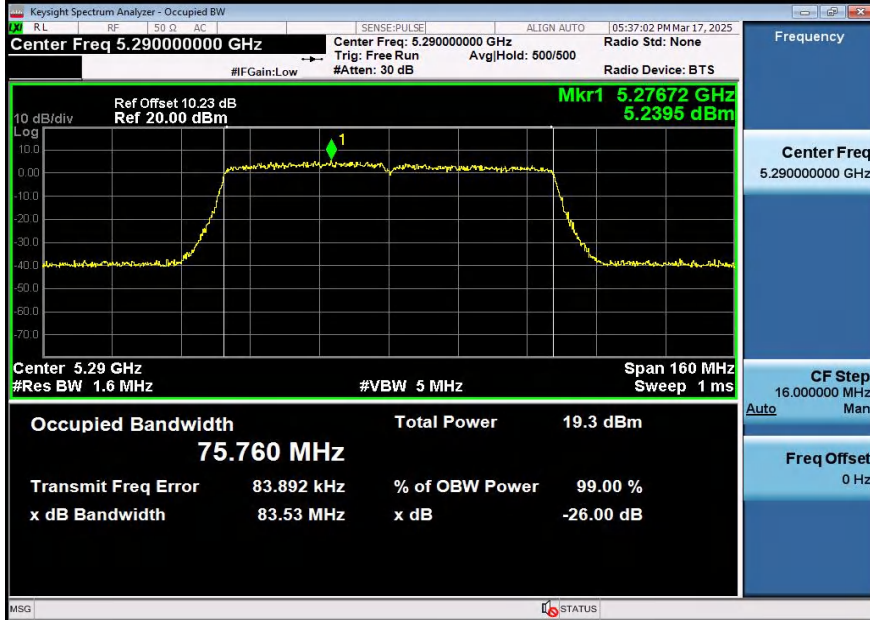 Keysight Spectrum Analyzer - Occupied BW
LXI RL RF 50 Ω AC SENSE:PULSE ALIGN AUTO 05:37:02 PM Mar 17, 2025
Center Freq 5.290000000 GHz
Center Freq: 5.290000000 GHz Radio Std: None
Trig: Free Run Avg|Hold: 500/500
#IFGain:Low #Atten: 30 dB Radio Device: BTS
Ref Offset 10.23 dB Mkr1 5.27672 GHz
10 dB/div Ref 20.00 dBm 5.2395 dBm
Log
1
10.0
0.00
-10.0
-20.0
-30.0
-40.0
-50.0
-60.0
-70.0
Center 5.29 GHz Span 160 MHz
#Res BW 1.6 MHz #VBW 5 MHz Sweep 1 ms
Occupied Bandwidth Total Power 19.3 dBm
75.760 MHz
Transmit Freq Error 83.892 kHz % of OBW Power 99.00 %
x dB Bandwidth 83.53 MHz x dB -26.00 dB
Frequency
Center Freq
5.290000000 GHz
CF Step
16.000000 MHz
Auto Man
Freq Offset
0 Hz
MSG STATUS